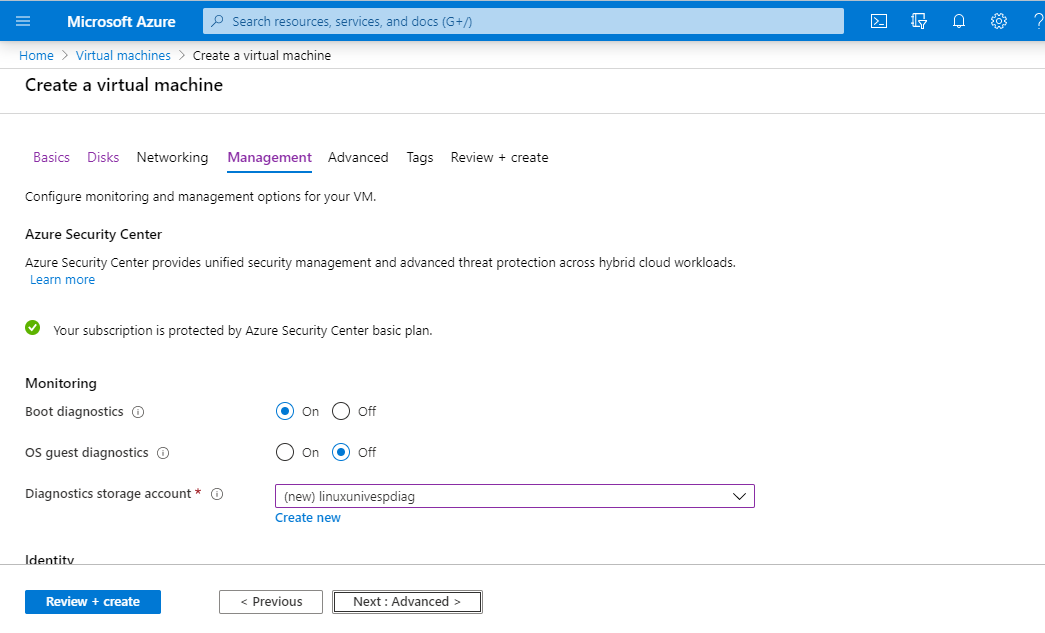 Microsoft Azure
Search resources, services, and docs (G+/)
?
Home > Virtual machines > Create a virtual machine
Create a virtual machine
Basics Disks Networking Management Advanced Tags Review + create
Configure monitoring and management options for your VM.
Azure Security Center
Azure Security Center provides unified security management and advanced threat protection across hybrid cloud workloads.
Learn more
Your subscription is protected by Azure Security Center basic plan.
Monitoring
Boot diagnostics On Off
OS guest diagnostics On Off
Diagnostics storage account * (new) linuxunivespdiag
Create new
Identity
Review + create < Previous Next : Advanced >